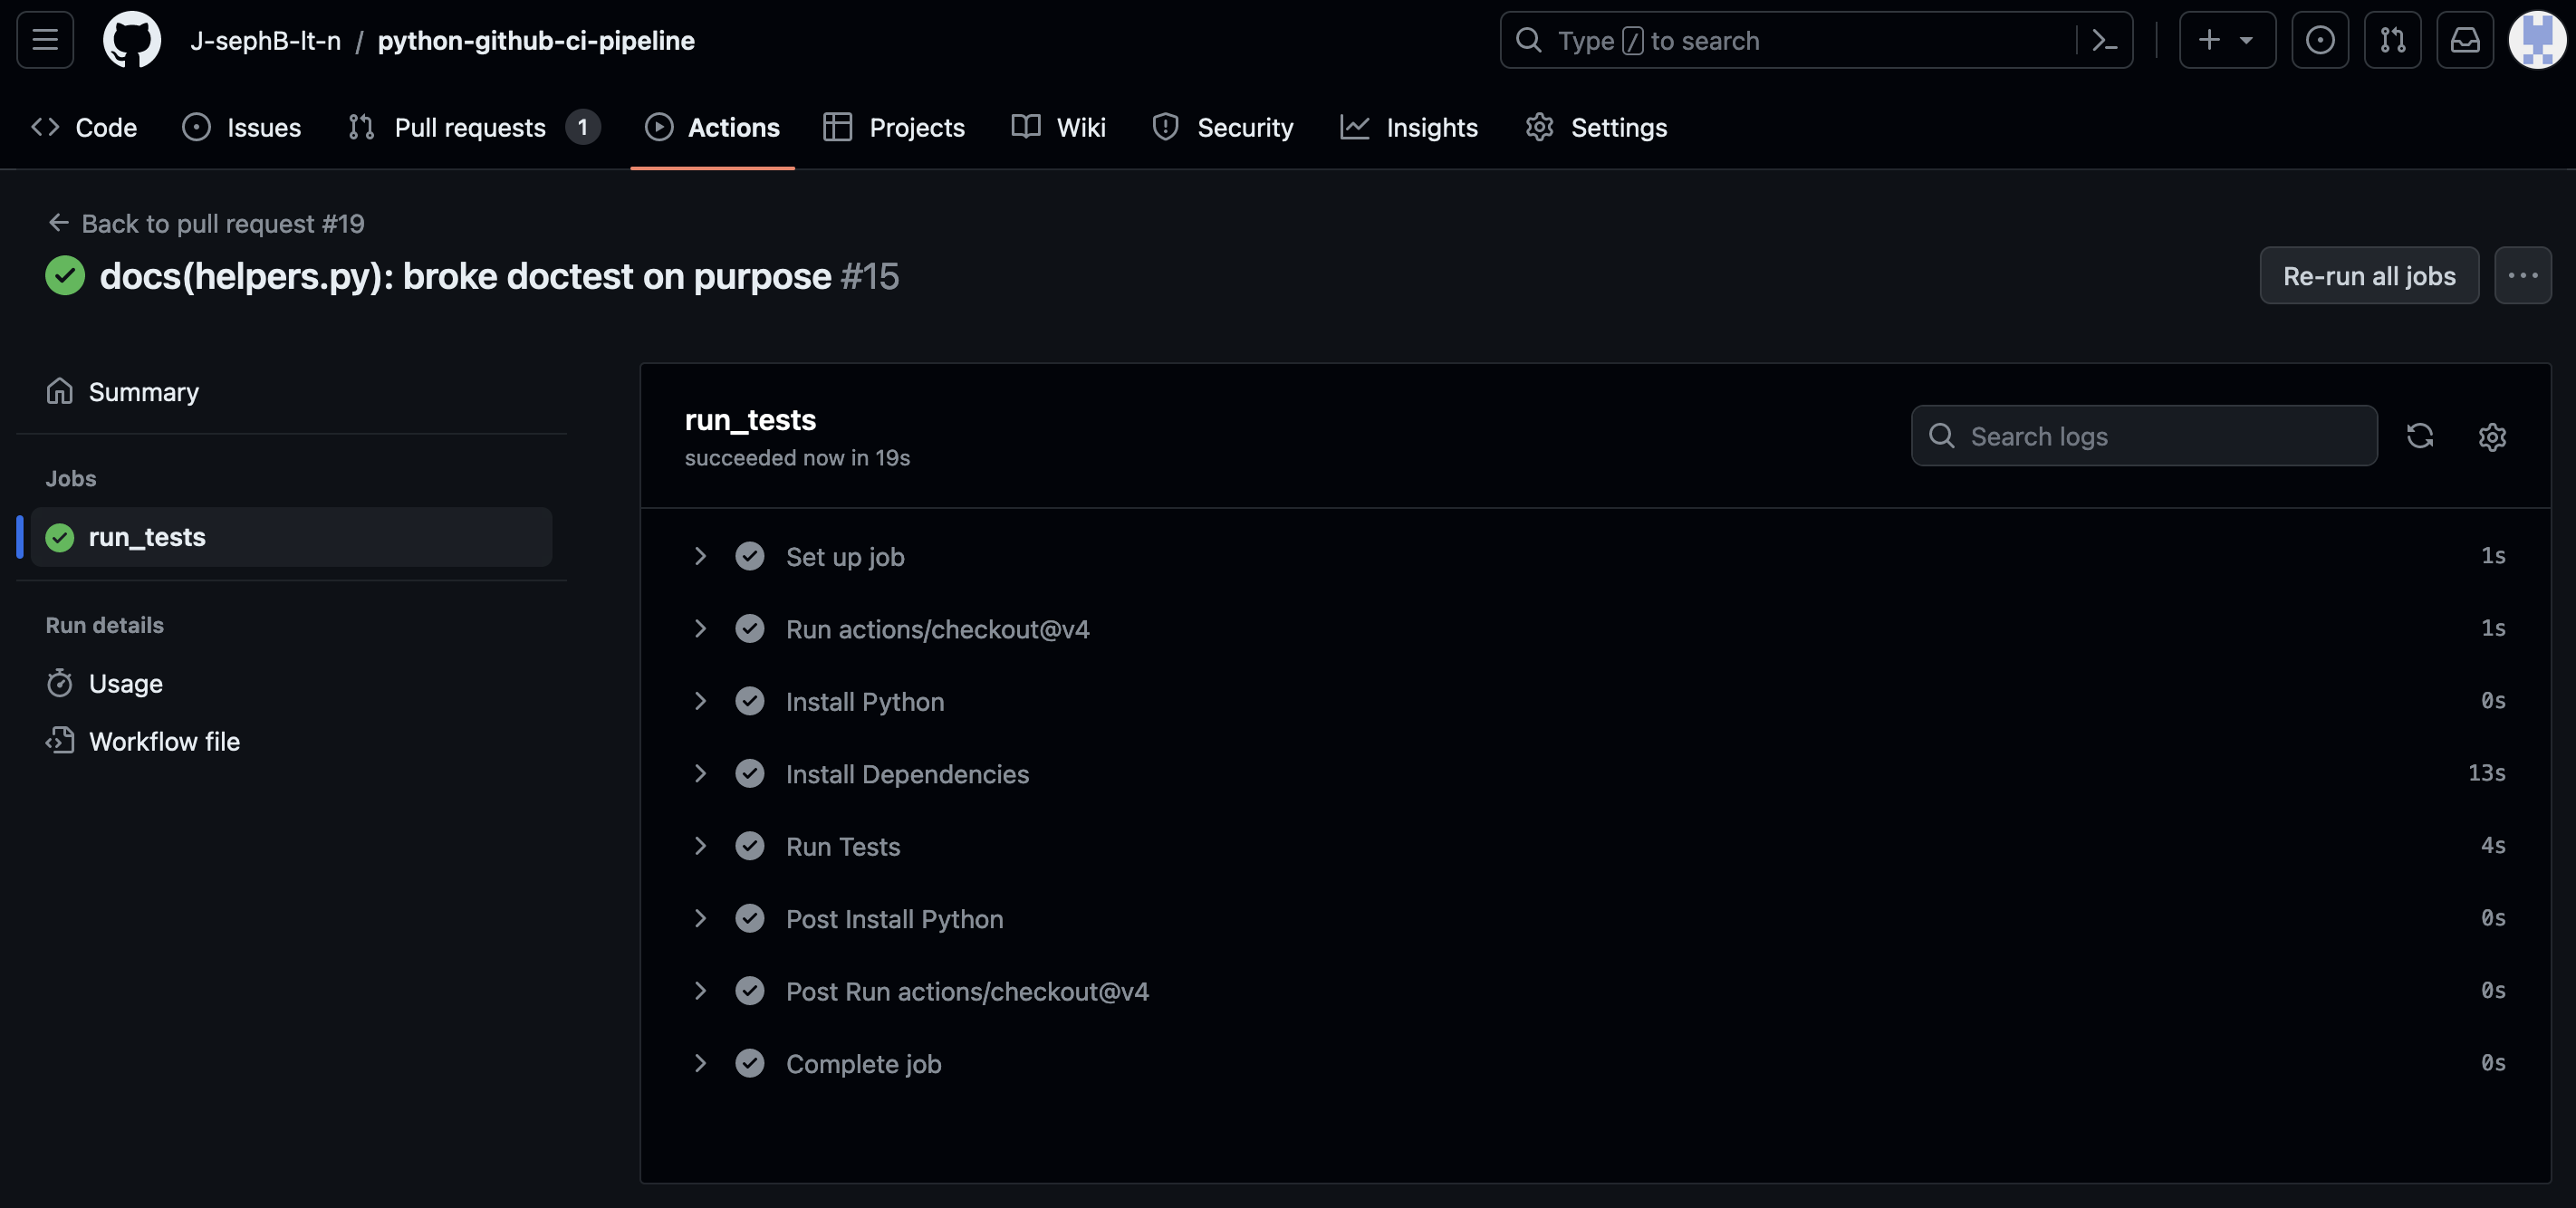 J-sephB-lt-n / python-github-ci-pipeline
Type / to search
Code
Issues
Pull requests 1
Actions
Projects
Wiki
Security
Insights
Settings
Back to pull request #19
docs(helpers.py): broke doctest on purpose #15
Re-run all jobs
Summary
Jobs
run_tests
Run details
Usage
Workflow file
run_tests
succeeded now in 19s
Search logs
Set up job 1s
Run actions/checkout@v4 1s
Install Python 0s
Install Dependencies 13s
Run Tests 4s
Post Install Python 0s
Post Run actions/checkout@v4 0s
Complete job 0s